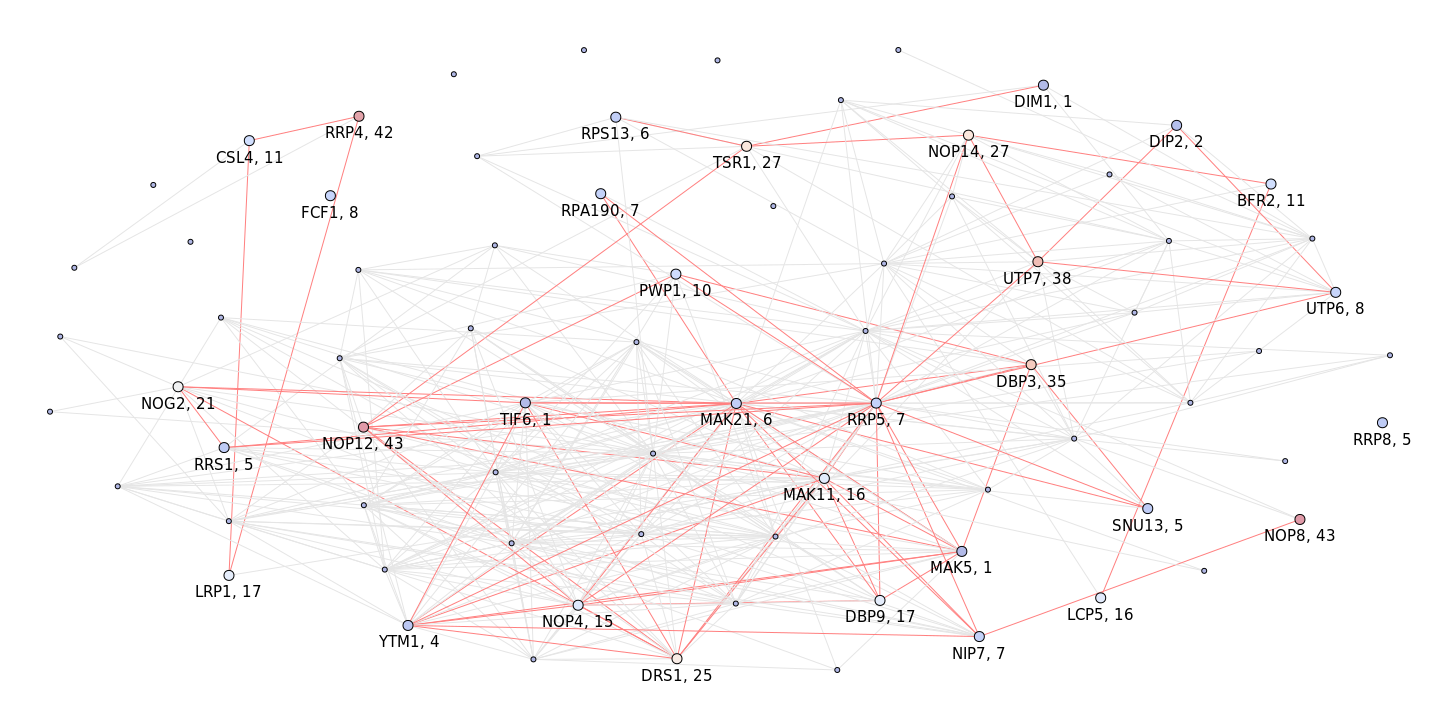 DIM1, 1
RRP4, 42
RPS13, 6
DIP2, 2
CSL4, 11
TSR1, 27
NOP14, 27
BFR2, 11
FCF1, 8
RPA190, 7
UTP7, 38
PWP1, 10
UTP6, 8
DBP3, 35
NOG2, 21
TIF6, 1
MAK21, 6
RRP5, 7
NOP12, 43
RRP8, 5
RRS1, 5
MAK11, 16
SNU13, 5
NOP8, 43
MAK5, 1
LRP1, 17
NOP4, 15
DBP9, 17
LCP5, 16
YTM1, 4
NIP7, 7
DRS1, 25